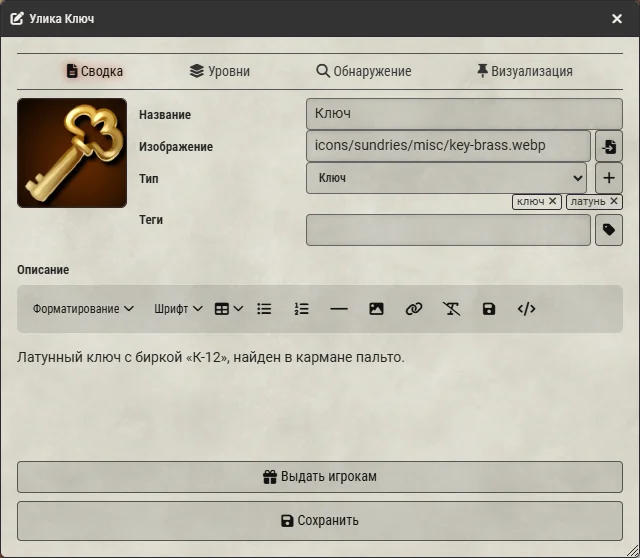 Улика Ключ
Сводка Уровни Обнаружение Визуализация
Название Ключ
Изображение icons/sundries/misc/key-brass.webp
Тип Ключ
ключ латунь
Теги
Описание
Форматирование Шрифт
Латунный ключ с биркой «К-12», найден в кармане пальто.
Выдать игрокам
Сохранить